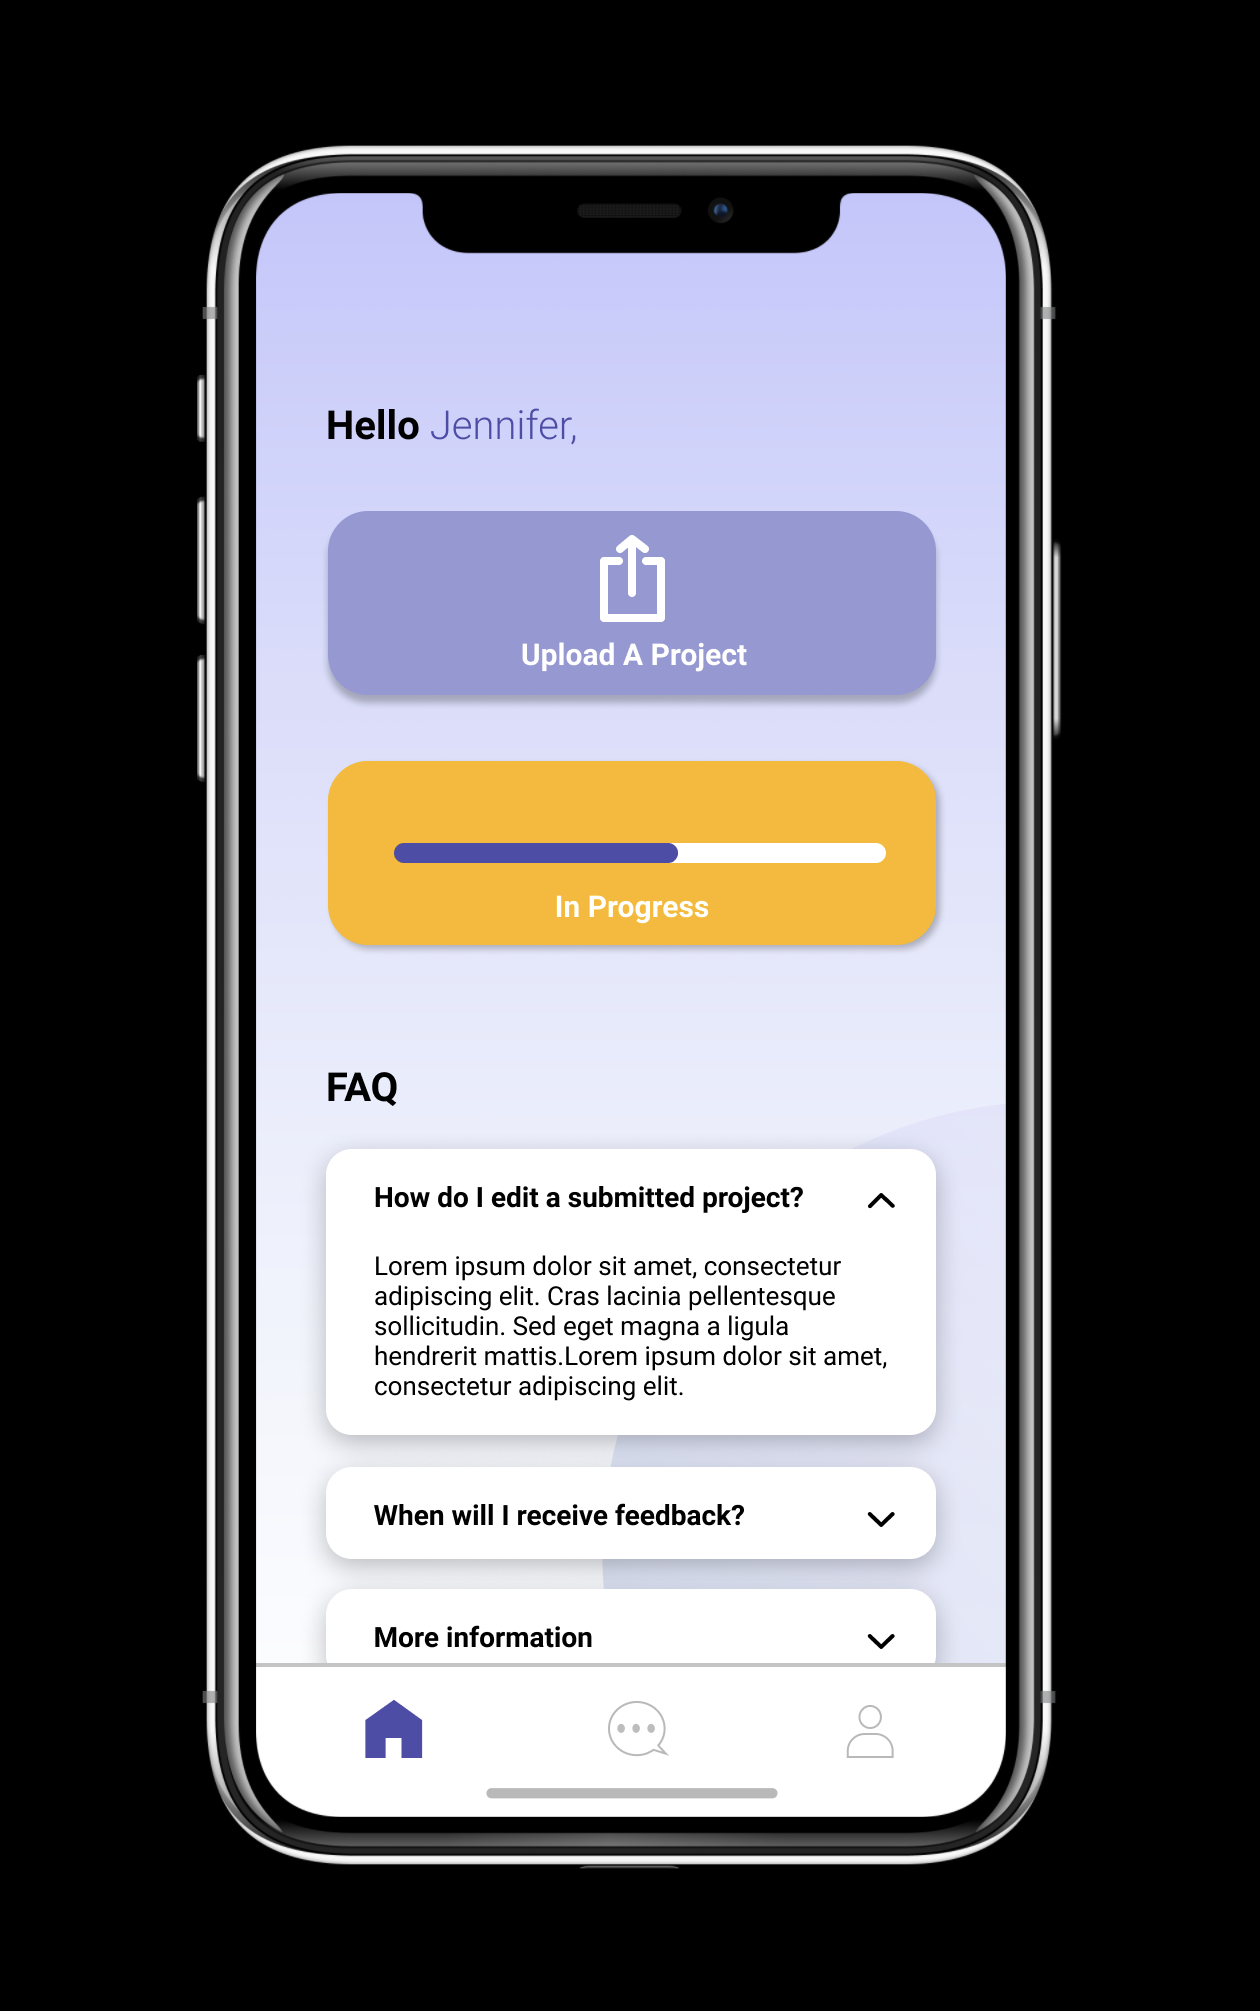 Hello Jennifer,
Upload A Project
In Progress
FAQ
How do I edit a submitted project?
Lorem ipsum dolor sit amet, consectetur
adipiscing elit. Cras lacinia pellentesque
sollicitudin. Sed eget magna a ligula
hendrerit mattis.Lorem ipsum dolor sit amet,
consectetur adipiscing elit.
When will I receive feedback?
More information